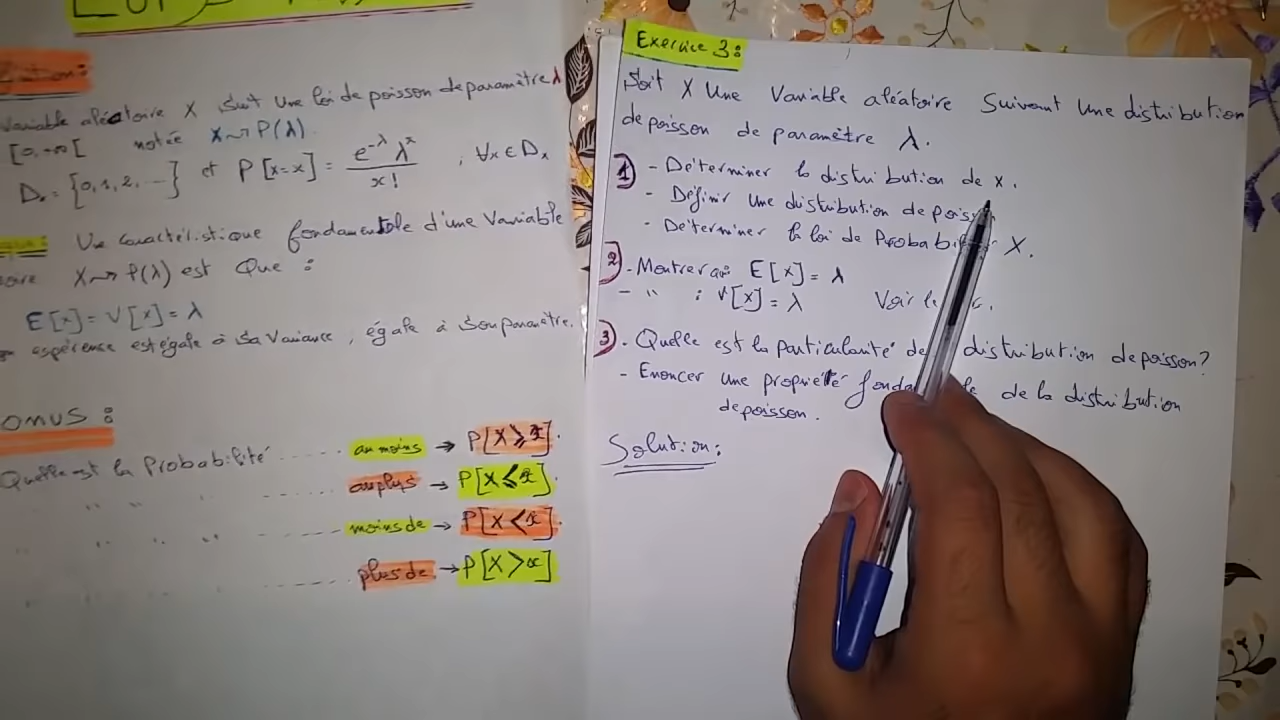 Variable aléatoire X suit une loi de poisson de paramètre λ
[0,+∞[ notée X⤳P(λ)
Dx = {0,1,2,...} et P[X=x] = e^-λ λ^x / x! , ∀x∈Dx
Une caractéristique fondamentale d'une Variable
X⤳P(λ) est Que :
E[x] = V[x] = λ
espérence est égale à sa Variance, égale à son paramètre.
Quelle est la Probabilité ...... au moins → P[X⩾x].
" " " ...... au plus → P[X⩽x].
" " " ...... moins de → P[X<x].
...... plus de → P[X>x]
Exercice 3:
Soit X Une Variable aléatoire Suivant Une distribution
de poisson de paramètre λ.
1) - Déterminer la distribution de x.
- Définir une distribution de
- Déterminer la loi de X.
2) - Montrer que E[X] = λ
- " : V[X] = λ Voir
3) - Quelle est la particularité de distribution de poisson?
- Enoncer une propriété de la distribution
de poisson.
Solution: